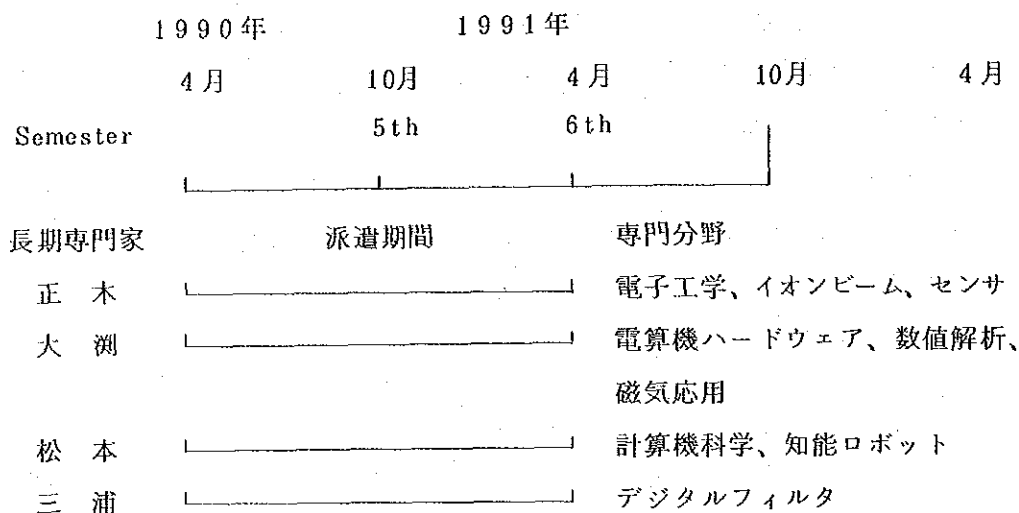 1990年 1991年
4月 10月 4月 10月 4月
Semester 5th 6th
長期専門家 派遣期間 専門分野
正木 電子工学、イオンビーム、センサ
大渕 電算機ハードウェア、数値解析、
磁気応用
松本 計算機科学、知能ロボット
三浦 デジタルフィルタ